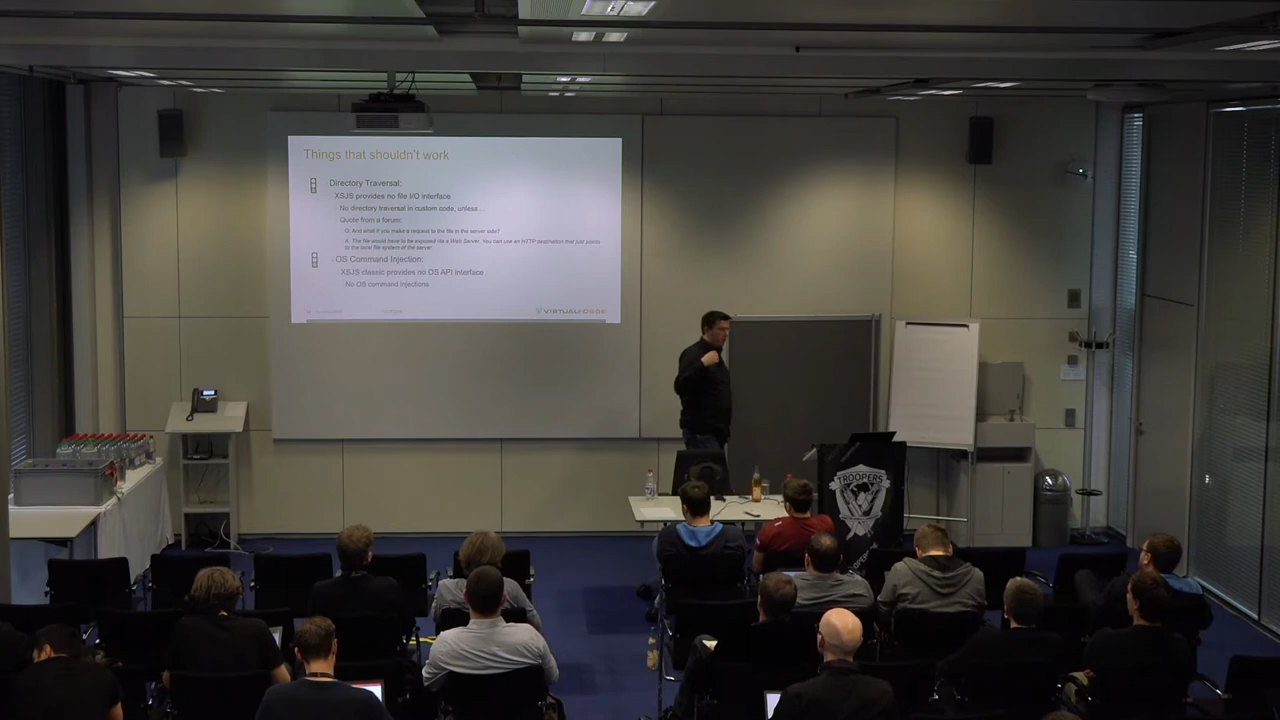 Things that shouldn't work
Directory Traversal:
XSJS provides no file I/O interface
No directory traversal in custom code, unless...
Quote from a forum:
Q: And what if you make a request to the file in the server side?
A: The file would have to be exposed via a Web Server. You can use an HTTP destination that just points
to the local file system of the server
OS Command Injection:
XSJS classic provides no OS API interface
No OS command injections
VIRTUALFORGE
TROOPERS